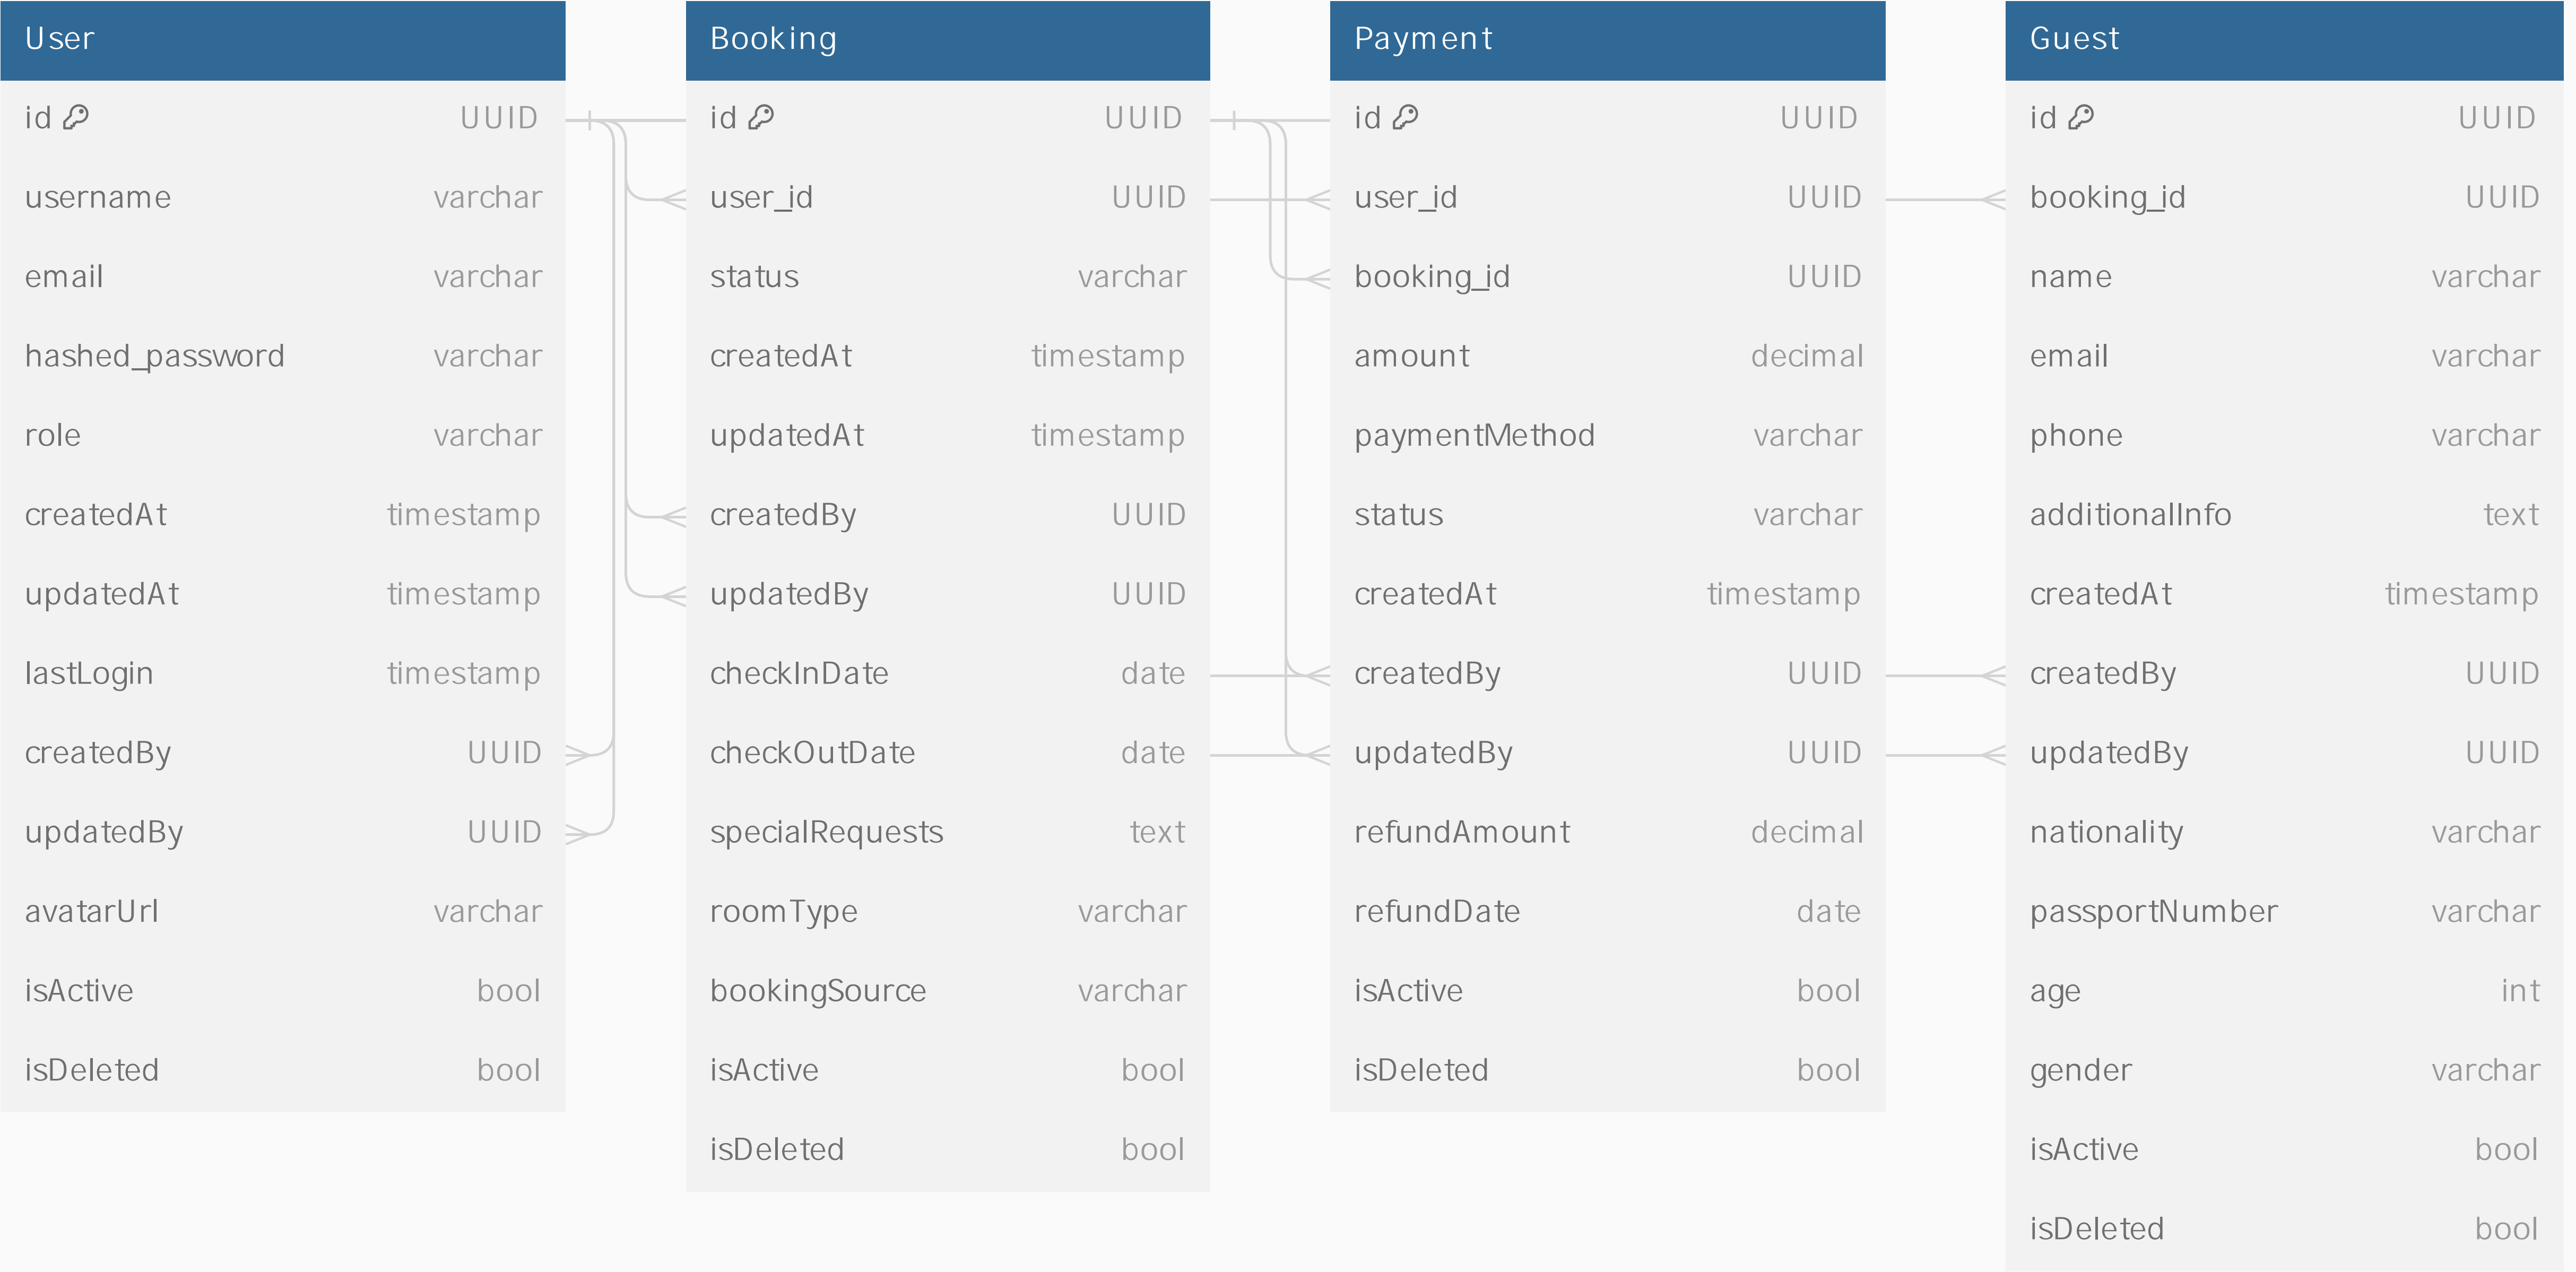 User
id UUID
username varchar
email varchar
hashed_password varchar
role varchar
createdAt timestamp
updatedAt timestamp
lastLogin timestamp
createdBy UUID
updatedBy UUID
avatarUrl varchar
isActive bool
isDeleted bool
Booking
id UUID
user_id UUID
status varchar
createdAt timestamp
updatedAt timestamp
createdBy UUID
updatedBy UUID
checkInDate date
checkOutDate date
specialRequests text
roomType varchar
bookingSource varchar
isActive bool
isDeleted bool
Payment
id UUID
user_id UUID
booking_id UUID
amount decimal
paymentMethod varchar
status varchar
createdAt timestamp
createdBy UUID
updatedBy UUID
refundAmount decimal
refundDate date
isActive bool
isDeleted bool
Guest
id UUID
booking_id UUID
name varchar
email varchar
phone varchar
additionalInfo text
createdAt timestamp
createdBy UUID
updatedBy UUID
nationality varchar
passportNumber varchar
age int
gender varchar
isActive bool
isDeleted bool